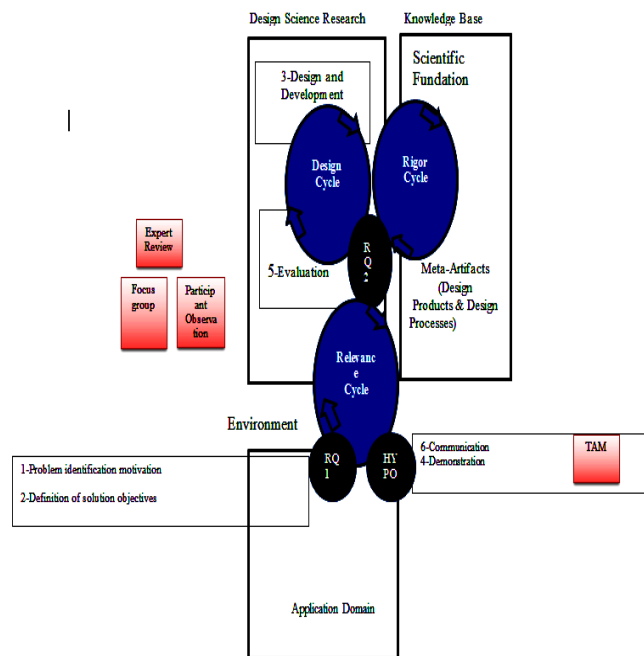 Design Science Research
Knowledge Base
3-Design and
Development
Scientific
Fundation
Design
Cycle
Rigor
Cycle
Expert
Review
Focus
group
Particip
ant
Observa
tion
5-Evaluation
R
Q
2
Meta-Artifacts
(Design
Products & Design
Processes)
Relevanc
e
Cycle
Environment
RQ
1
HY
PO
6-Communication
4-Demonstration
TAM
1-Problem identification motivation
2-Definition of solution objectives
Application Domain